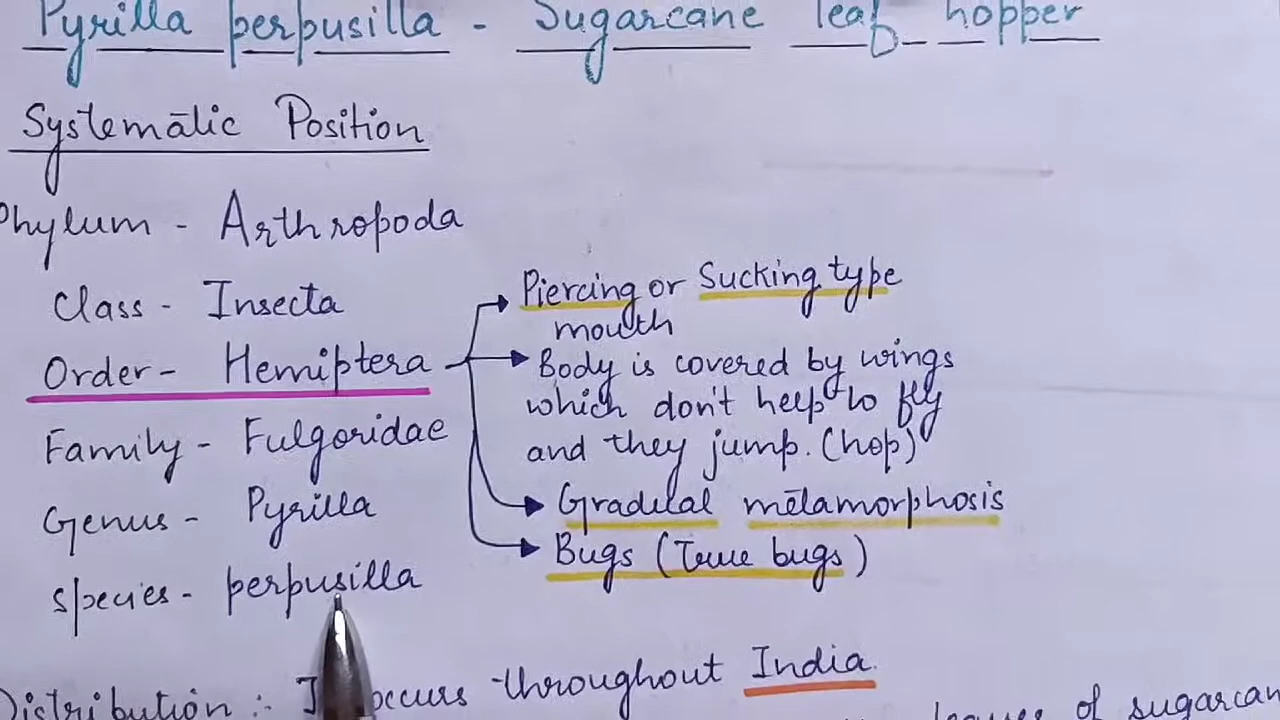 Pyrilla perpusilla - Sugarcane leaf hopper
Systematic Position
Phylum - Arthropoda
Class - Insecta
Order - Hemiptera
Piercing or Sucking type
mouth
Body is covered by wings
which don't help to fly
and they jump. (hop)
Gradual metamorphosis
Bugs (True bugs)
Family - Fulgoridae
Genus - Pyrilla
Species - perpusilla
Distribution :- occurs throughout India.
leaves of sugarcan